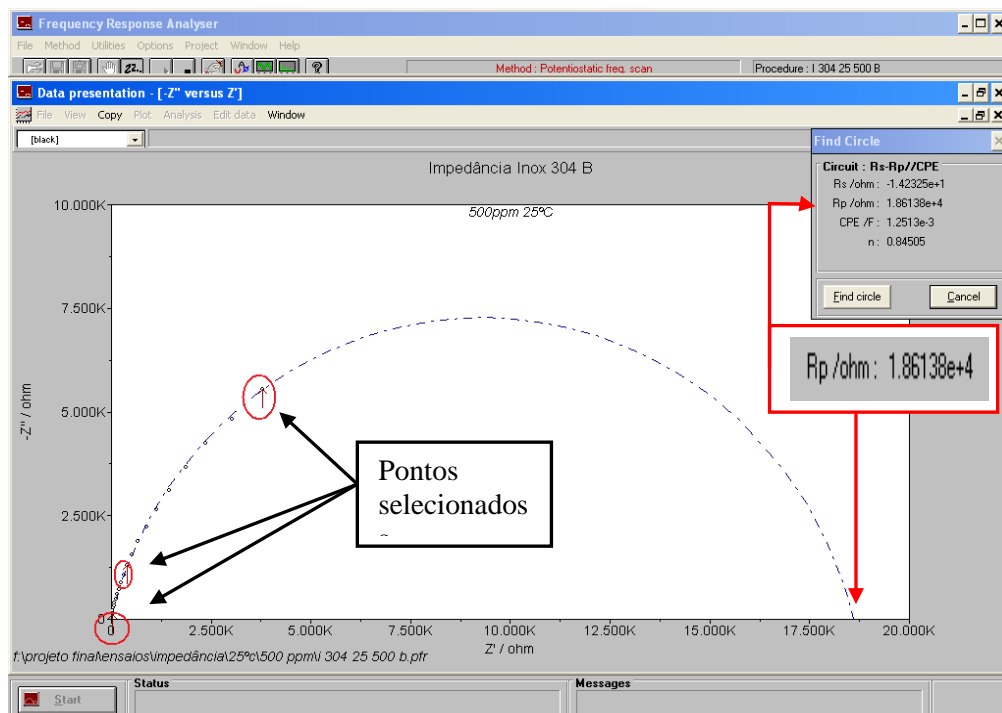 Frequency Response Analyser
File Method Utilities Options Project Window Help
Method : Potentiostatic freq. scan
Procedure : I 304 25 500 B
Data presentation - [-Z'' versus Z']
File View Copy Plot Analysis Edit data Window
[black]
Find Circle
Circuit : Rs-Rp//CPE
Rs /ohm : -1.42325e+1
Rp /ohm : 1.86138e+4
CPE /F : 1.2513e-3
n : 0.84505
Find circle
Cancel
Impedância Inox 304 B
500ppm 25ºC
10.000K
7.500K
5.000K
2.500K
0
-Z'' / ohm
Rp /ohm : 1.86138e+4
Pontos
selecionados
0
2.500K
5.000K
7.500K
10.000K
12.500K
15.000K
17.500K
20.000K
Z' / ohm
f:\projeto final\ensaios\impedância\25ºc\500 ppm\i 304 25 500 b.pfr
Start
Status
Messages